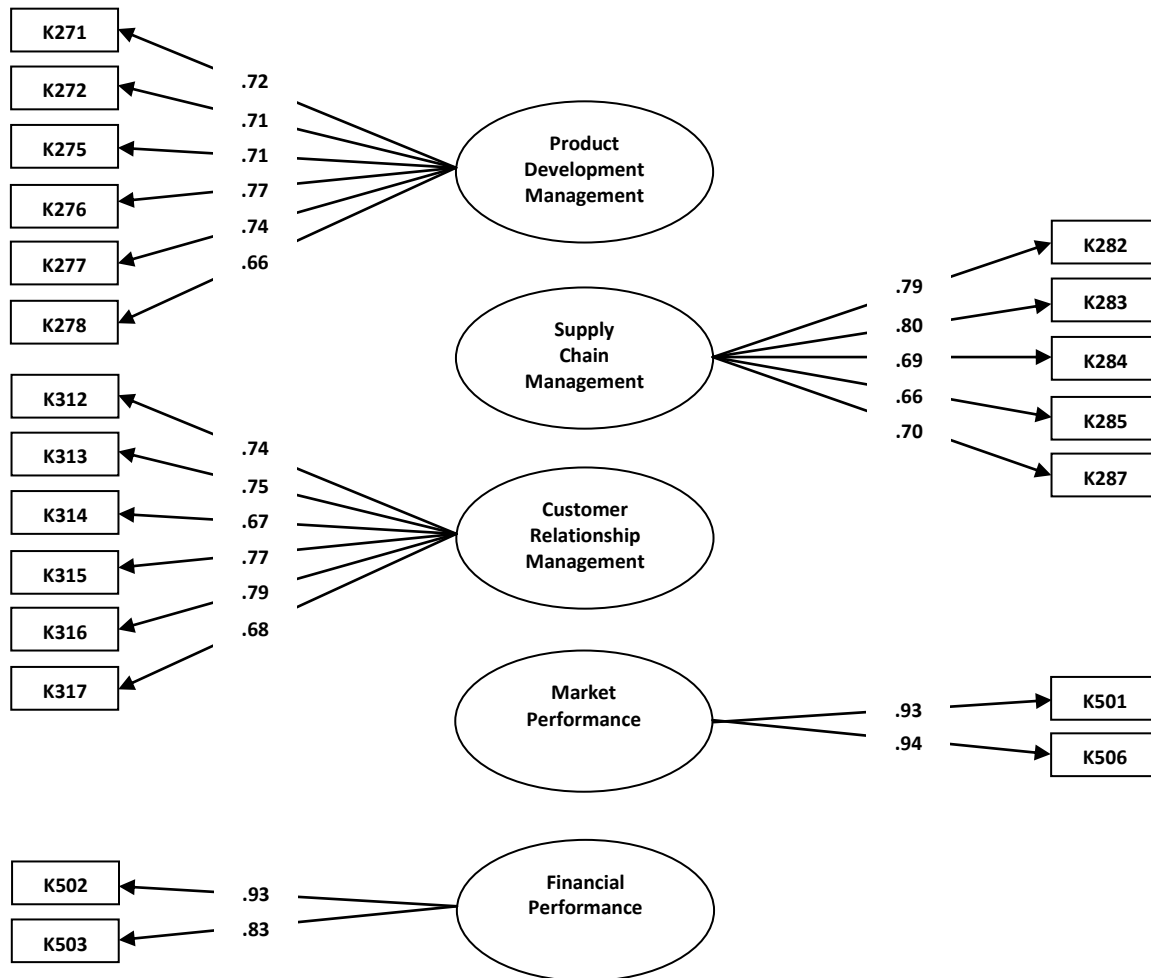 K271
K272
K275
K276
K277
K278
.72
.71
.71
.77
.74
.66
Product
Development
Management
Supply
Chain
Management
.79
.80
.69
.66
.70
K282
K283
K284
K285
K287
K312
K313
K314
K315
K316
K317
.74
.75
.67
.77
.79
.68
Customer
Relationship
Management
Market
Performance
.93
.94
K501
K506
K502
K503
.93
.83
Financial
Performance